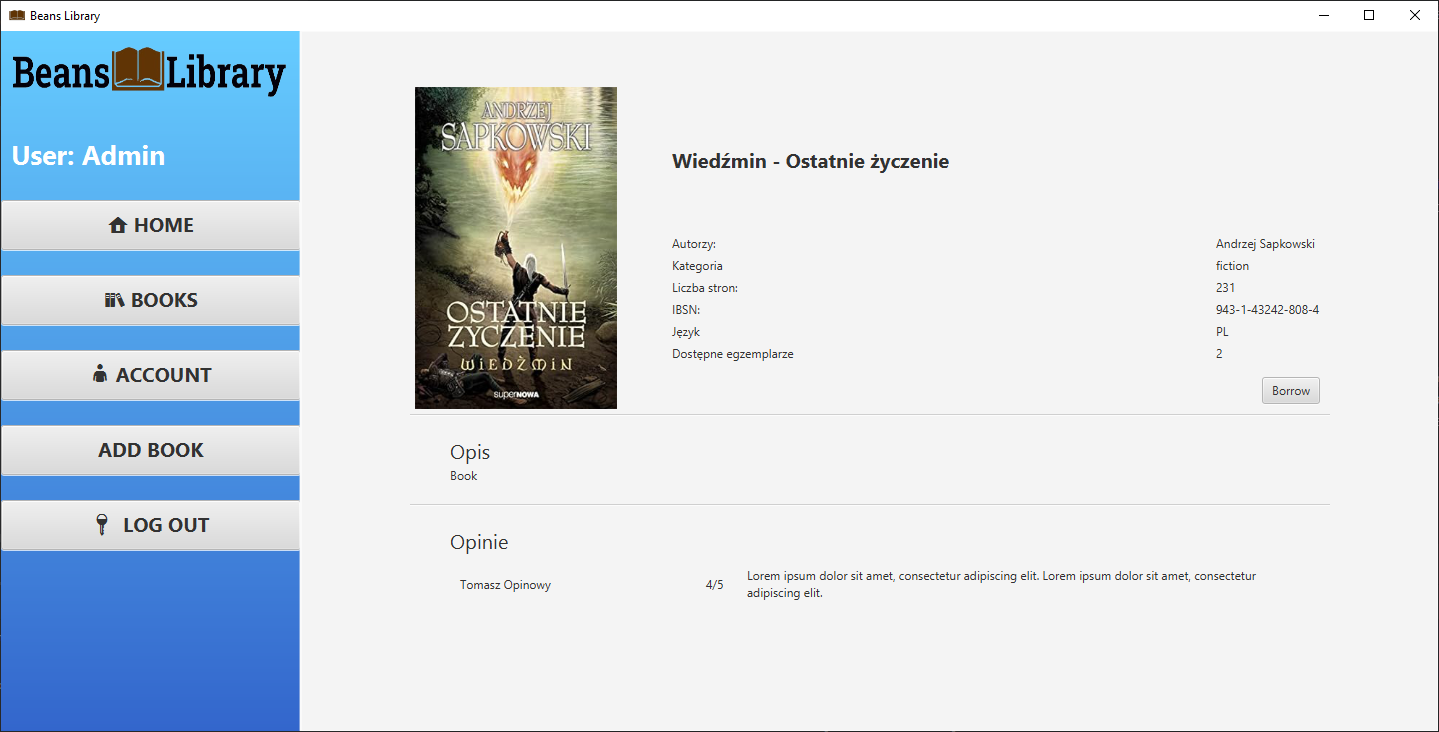 Beans Library
Beans Library
User: Admin
HOME
BOOKS
ACCOUNT
ADD BOOK
LOG OUT
ANDRZEJ
SAPKOWSKI
OSTATNIE
ŻYCZENIE
WIEDŹMIN
superNOWA
Wiedźmin - Ostatnie życzenie
Autorzy: Andrzej Sapkowski
Kategoria fiction
Liczba stron: 231
IBSN: 943-1-43242-808-4
Język PL
Dostępne egzemplarze 2
Borrow
Opis
Book
Opinie
Tomasz Opinowy 4/5 Lorem ipsum dolor sit amet, consectetur adipiscing elit. Lorem ipsum dolor sit amet, consectetur
adipiscing elit.